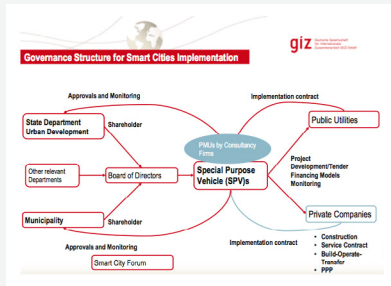 giz
Deutsche Gesellschaft
für Internationale
Zusammenarbeit (GIZ) GmbH
Governance Structure for Smart Cities Implementation
Approvals and Monitoring
Implementation contract
State Department
Urban Development
Shareholder
Public Utilities
PMUs by Consultancy
Firms
Other relevant
Departments
Board of Directors
Special Purpose
Vehicle (SPV)s
Project
Development/Tender
Financing Models
Monitoring
Municipality
Shareholder
Private Companies
Approvals and Monitoring
Implementation contract
Smart City Forum
• Construction
• Service Contract
• Build-Operate-
Transfer
• PPP